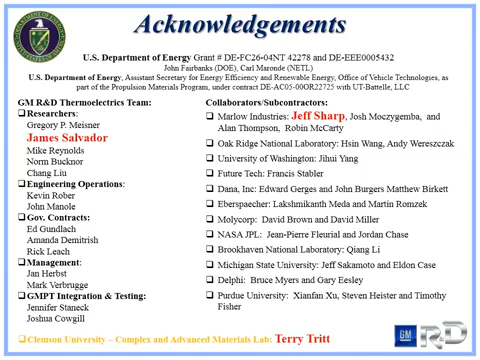 Acknowledgements
U.S. Department of Energy Grant # DE-FC26-04NT 42278 and DE-EEE0005432
John Fairbanks (DOE), Carl Maronde (NETL)
U.S. Department of Energy, Assistant Secretary for Energy Efficiency and Renewable Energy, Office of Vehicle Technologies, as
part of the Propulsion Materials Program, under contract DE-AC05-00OR22725 with UT-Battelle, LLC
GM R&D Thermoelectrics Team:
Researchers:
Gregory P. Meisner
James Salvador
Mike Reynolds
Norm Bucknor
Chang Liu
Engineering Operations:
Kevin Rober
John Manole
Gov. Contracts:
Ed Gundlach
Amanda Demitrish
Rick Leach
Management:
Jan Herbst
Mark Verbrugge
GMPT Integration & Testing:
Jennifer Staneck
Joshua Cowgill
Collaborators/Subcontractors:
Marlow Industries: Jeff Sharp, Josh Moczygemba, and
Alan Thompson, Robin McCarty
Oak Ridge National Laboratory: Hsin Wang, Andy Wereszczak
University of Washington: Jihui Yang
Future Tech: Francis Stabler
Dana, Inc: Edward Gerges and John Burgers Matthew Birkett
Eberspaecher: Lakshmikanth Meda and Martin Romzek
Molycorp: David Brown and David Miller
NASA JPL: Jean-Pierre Fleurial and Jordan Chase
Brookhaven National Laboratory: Qiang Li
Michigan State University: Jeff Sakamoto and Eldon Case
Delphi: Bruce Myers and Gary Eesley
Purdue University: Xianfan Xu, Steven Heister and Timothy
Fisher
Clemson University – Complex and Advanced Materials Lab: Terry Tritt
GM R&D